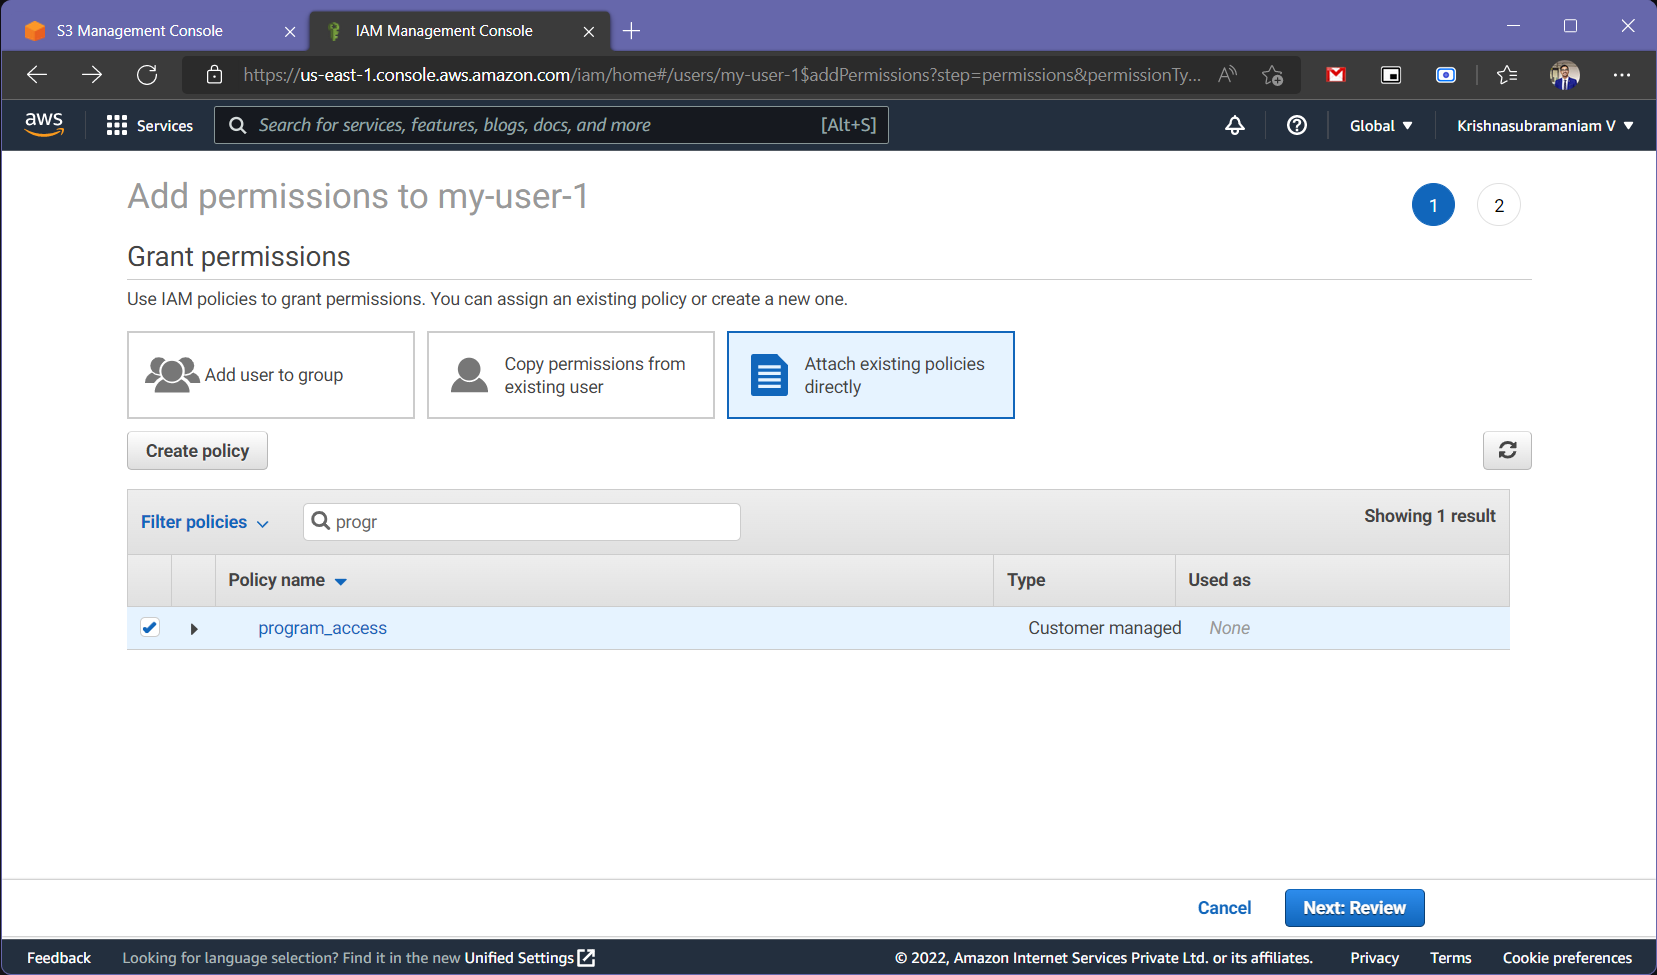 S3 Management Console
IAM Management Console
https://us-east-1.console.aws.amazon.com/iam/home#/users/my-user-1$addPermissions?step=permissions&permissionTy...
aws
Services
Search for services, features, blogs, docs, and more
[Alt+S]
Global
Krishnasubramaniam V
Add permissions to my-user-1
1
2
Grant permissions
Use IAM policies to grant permissions. You can assign an existing policy or create a new one.
Add user to group
Copy permissions from
existing user
Attach existing policies
directly
Create policy
Filter policies
progr
Showing 1 result
Policy name
Type
Used as
program_access
Customer managed
None
Cancel
Next: Review
Feedback
Looking for language selection? Find it in the new Unified Settings
© 2022, Amazon Internet Services Private Ltd. or its affiliates.
Privacy
Terms
Cookie preferences